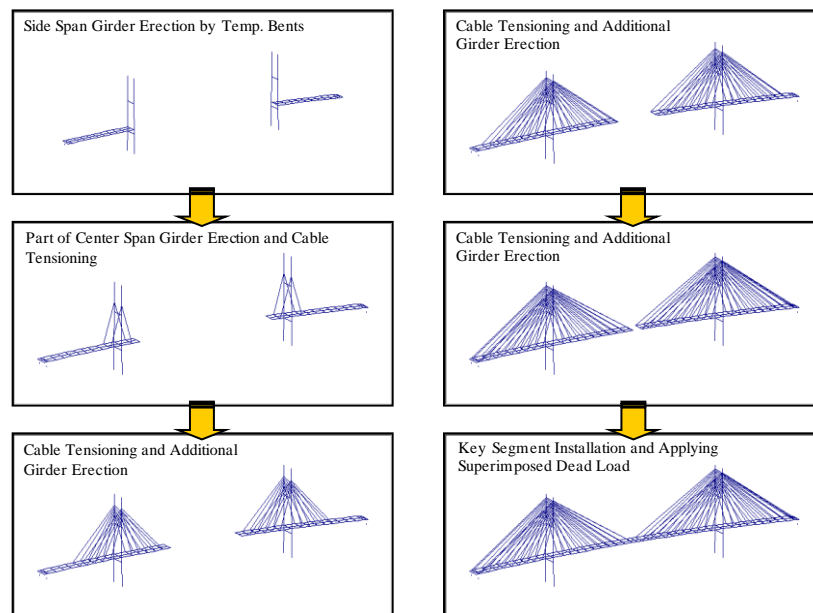 Side Span Girder Erection by Temp. Bents
Part of Center Span Girder Erection and Cable
Tensioning
Cable Tensioning and Additional
Girder Erection
Cable Tensioning and Additional
Girder Erection
Cable Tensioning and Additional
Girder Erection
Key Segment Installation and Applying
Superimposed Dead Load